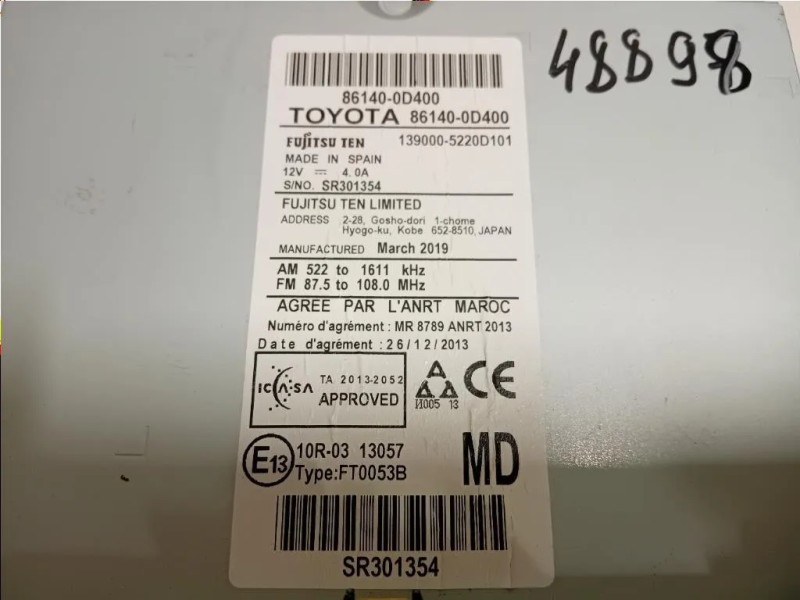 48898
86140-0D400
TOYOTA 86140-0D400
FUJITSU TEN 139000-5220D101
MADE IN SPAIN
12V ⎓ 4.0A
S/NO. SR301354
FUJITSU TEN LIMITED
ADDRESS 2-28, Gosho-dori 1-chome
Hyogo-ku, Kobe 652-8510, JAPAN
MANUFACTURED March 2019
AM 522 to 1611 kHz
FM 87.5 to 108.0 MHz
AGREE PAR L'ANRT MAROC
Numéro d'agrément : MR 8789 ANRT 2013
Date d'agrément : 26/12/2013
ICASA TA 2013-2052
APPROVED
CE
И005 13
E13 10R-03 13057
Type:FT0053B
MD
SR301354